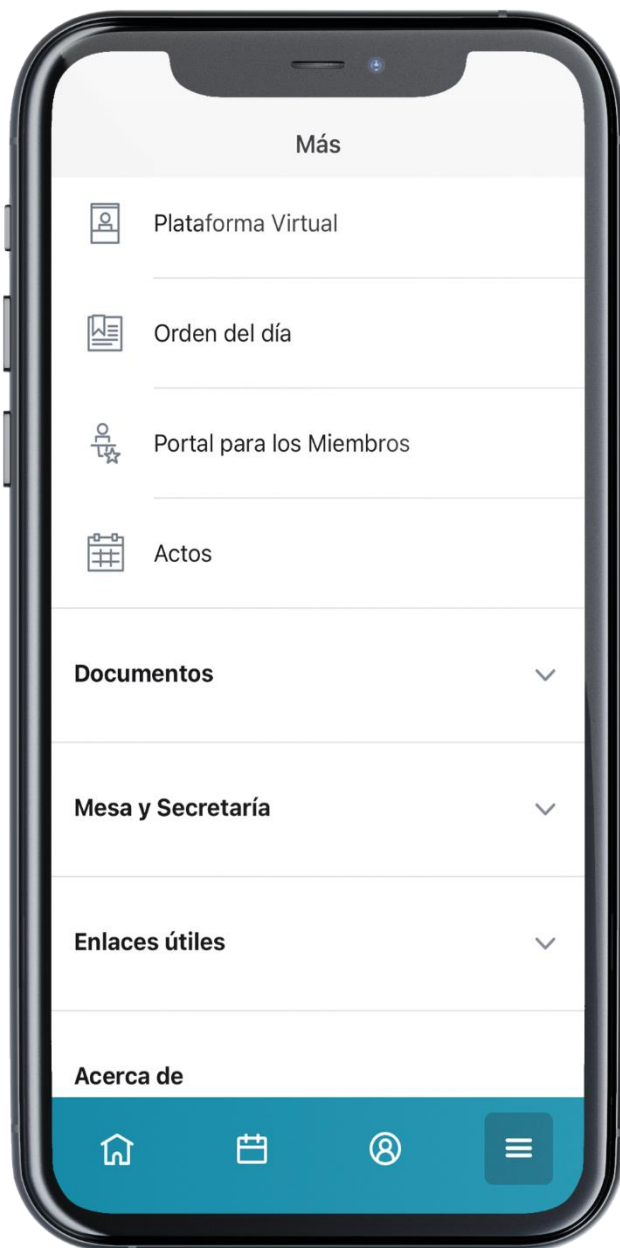 Más
Plataforma Virtual
Orden del día
Portal para los Miembros
Actos
Documentos
Mesa y Secretaría
Enlaces útiles
Acerca de